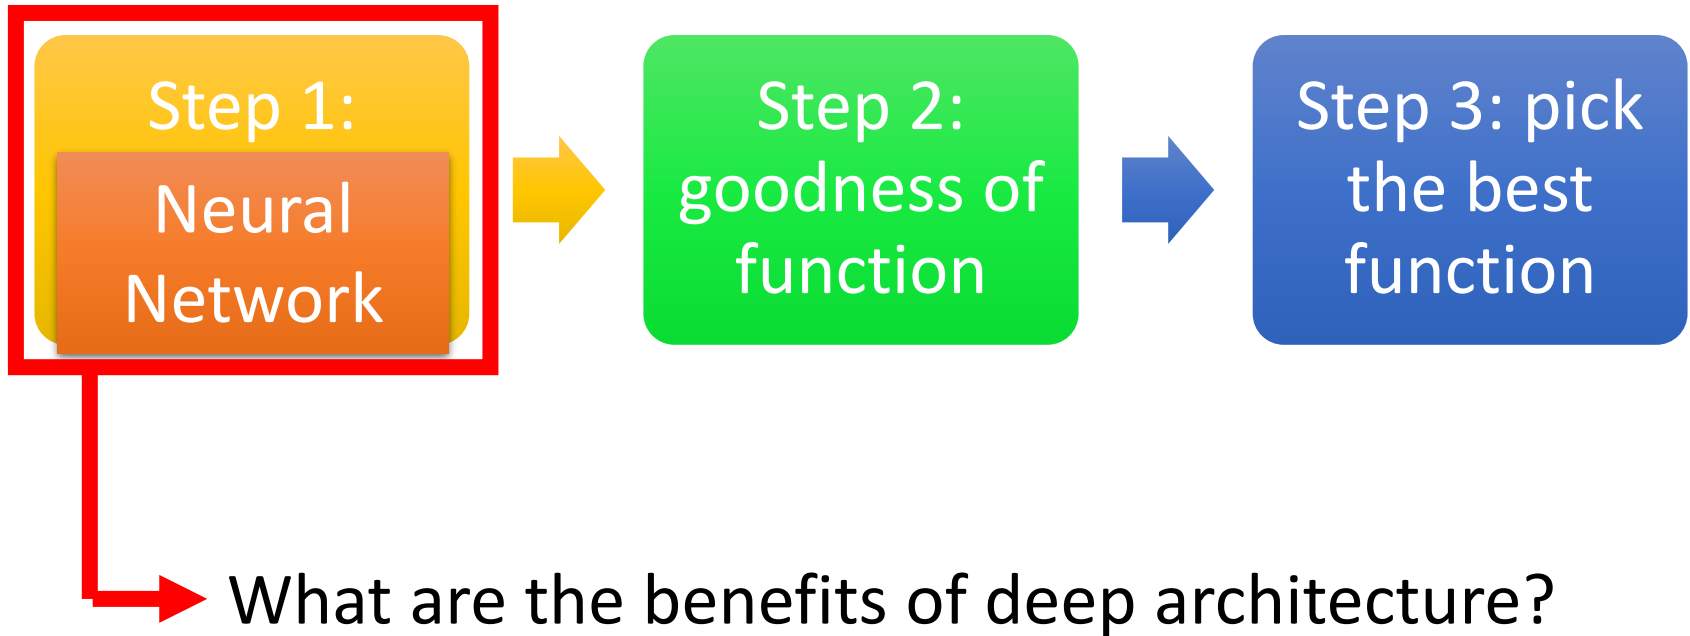 Step 1:
Neural
Network
Step 2:
goodness of
function
Step 3: pick
the best
function
What are the benefits of deep architecture?